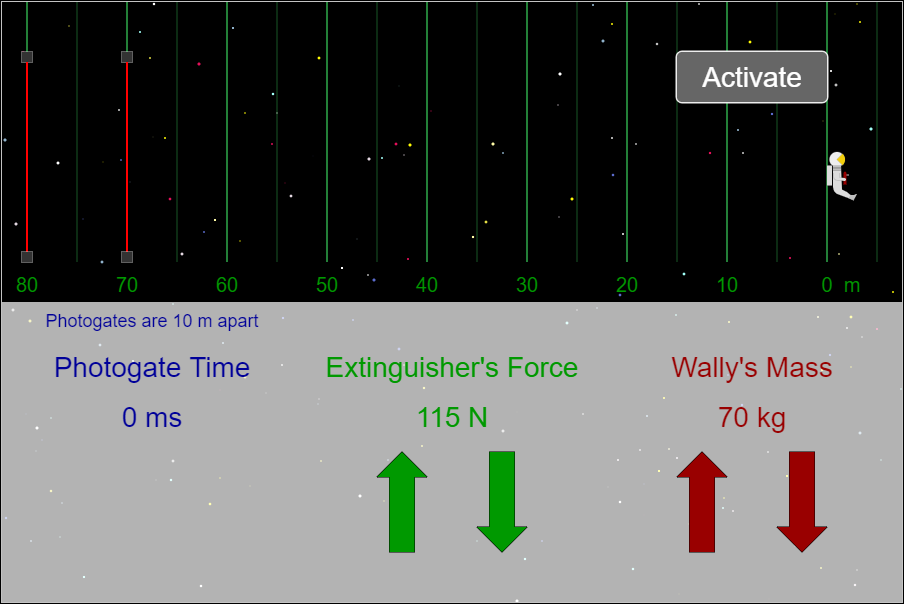 Activate
80 70 60 50 40 30 20 10 0 m
Photogates are 10 m apart
Photogate Time Extinguisher's Force Wally's Mass
0 ms 115 N 70 kg